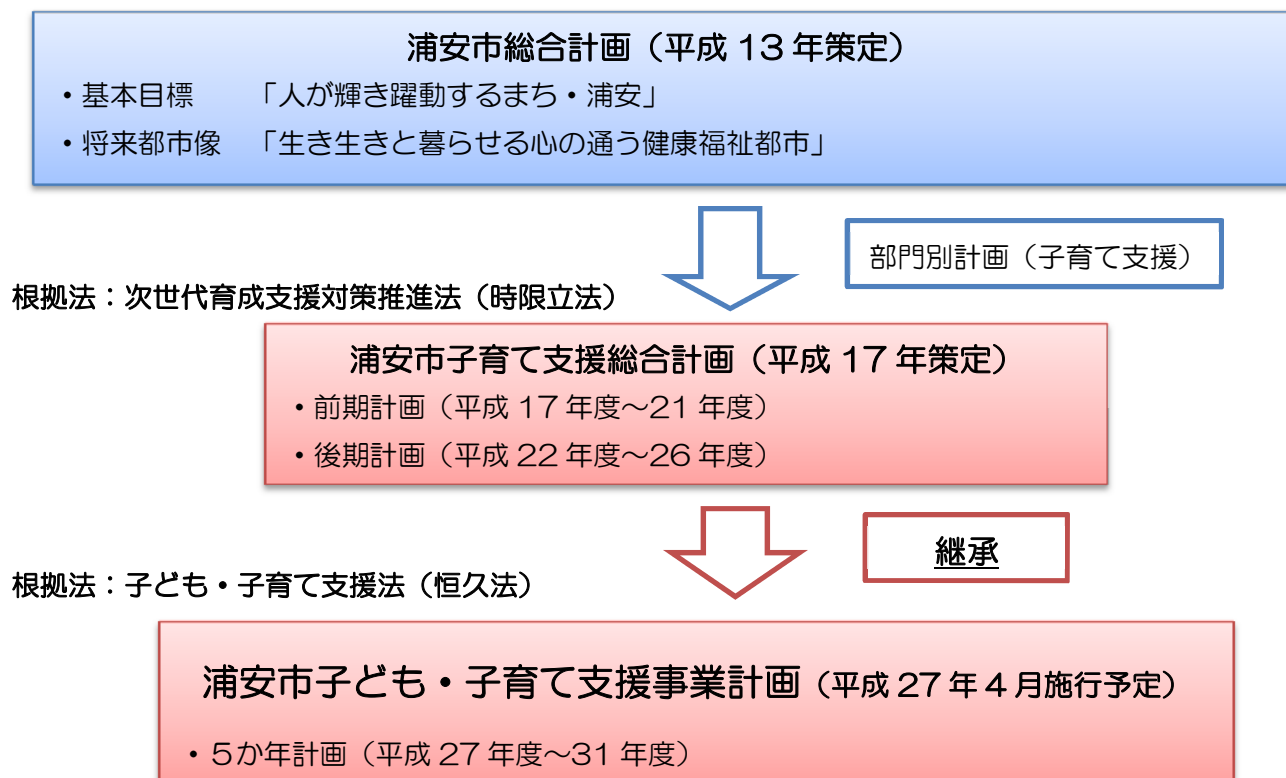 浦安市総合計画（平成 13 年策定）
・基本目標　　「人が輝き躍動するまち・浦安」
・将来都市像　「生き生きと暮らせる心の通う健康福祉都市」
部門別計画（子育て支援）
根拠法：次世代育成支援対策推進法（時限立法）
浦安市子育て支援総合計画（平成 17 年策定）
・前期計画（平成 17 年度～21 年度）
・後期計画（平成 22 年度～26 年度）
継承
根拠法：子ども・子育て支援法（恒久法）
浦安市子ども・子育て支援事業計画（平成 27 年 4 月施行予定）
・５か年計画（平成 27 年度～31 年度）